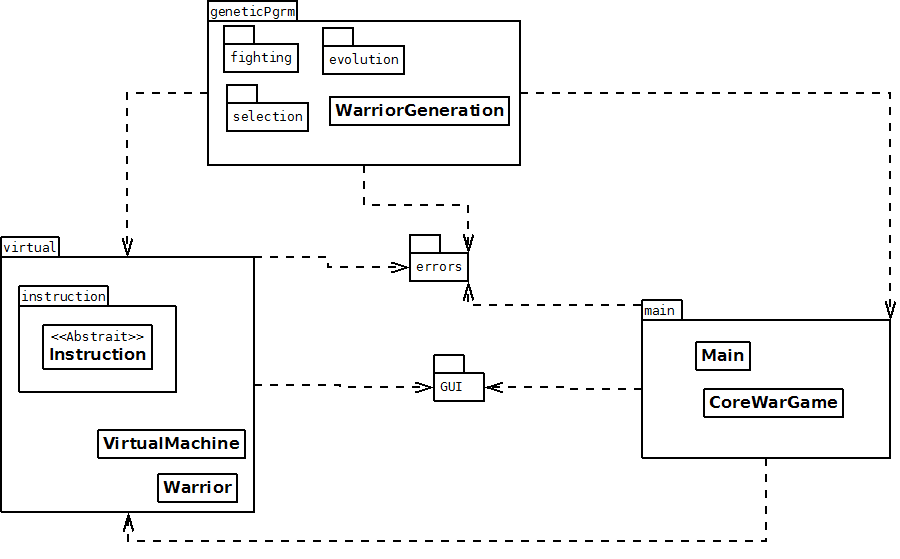 geneticPgrm
fighting
evolution
selection
WarriorGeneration
virtual
errors
instruction
main
<<Abstrait>>
Instruction
Main
GUI
CoreWarGame
VirtualMachine
Warrior